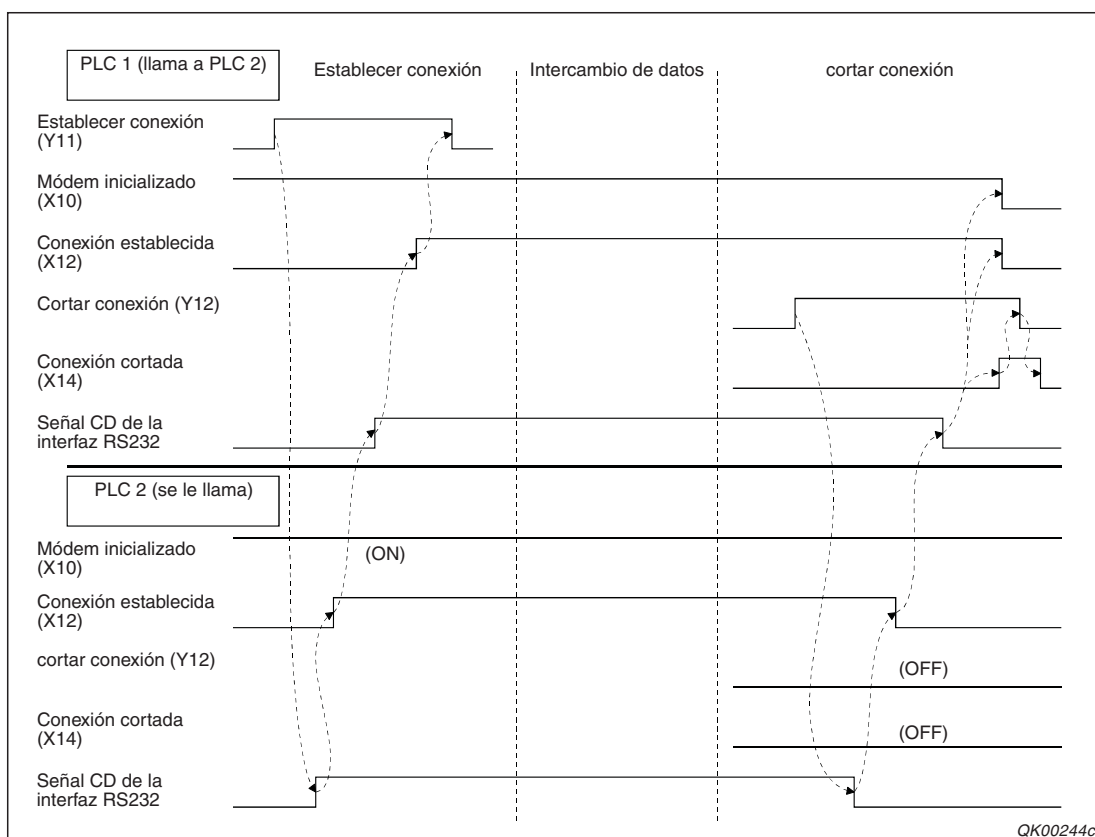 PLC 1 (llama a PLC 2)
Establecer conexión
Intercambio de datos
cortar conexión
Establecer conexión
(Y11)
Módem inicializado
(X10)
Conexión establecida
(X12)
Cortar conexión (Y12)
Conexión cortada
(X14)
Señal CD de la
interfaz RS232
PLC 2 (se le llama)
Módem inicializado
(X10)
(ON)
Conexión establecida
(X12)
cortar conexión (Y12)
(OFF)
Conexión cortada
(X14)
(OFF)
Señal CD de la
interfaz RS232
QK00244c